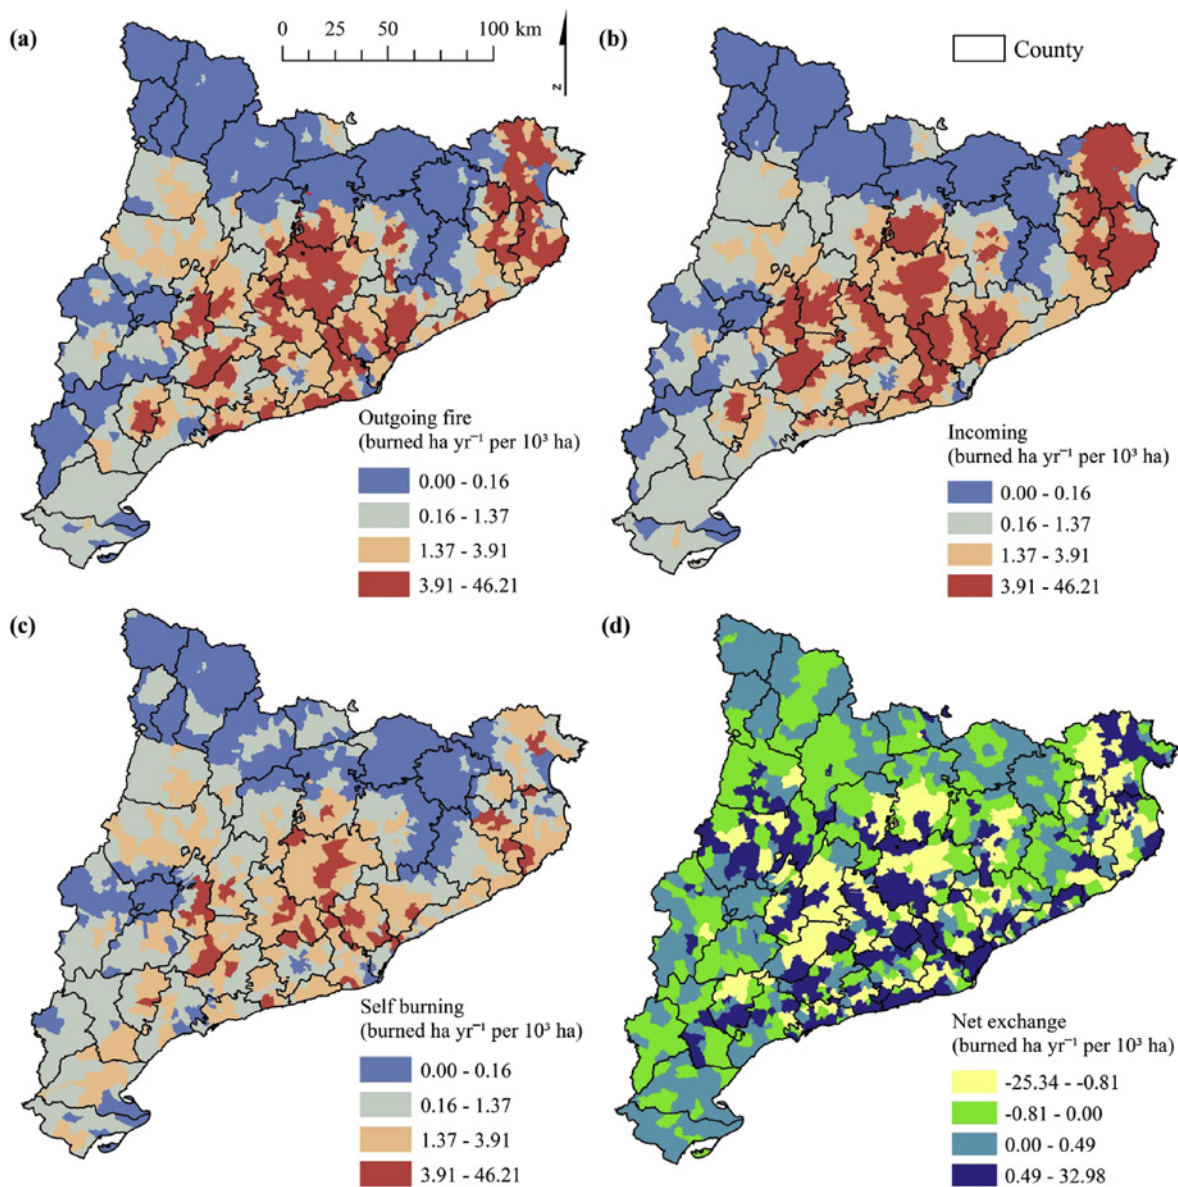 (a)
0 25 50 100 km
z
(b)
County
Outgoing fire
(burned ha yr⁻¹ per 10³ ha)
0.00 - 0.16
0.16 - 1.37
1.37 - 3.91
3.91 - 46.21
Incoming
(burned ha yr⁻¹ per 10³ ha)
0.00 - 0.16
0.16 - 1.37
1.37 - 3.91
3.91 - 46.21
(c)
(d)
Self burning
(burned ha yr⁻¹ per 10³ ha)
0.00 - 0.16
0.16 - 1.37
1.37 - 3.91
3.91 - 46.21
Net exchange
(burned ha yr⁻¹ per 10³ ha)
-25.34 - -0.81
-0.81 - 0.00
0.00 - 0.49
0.49 - 32.98